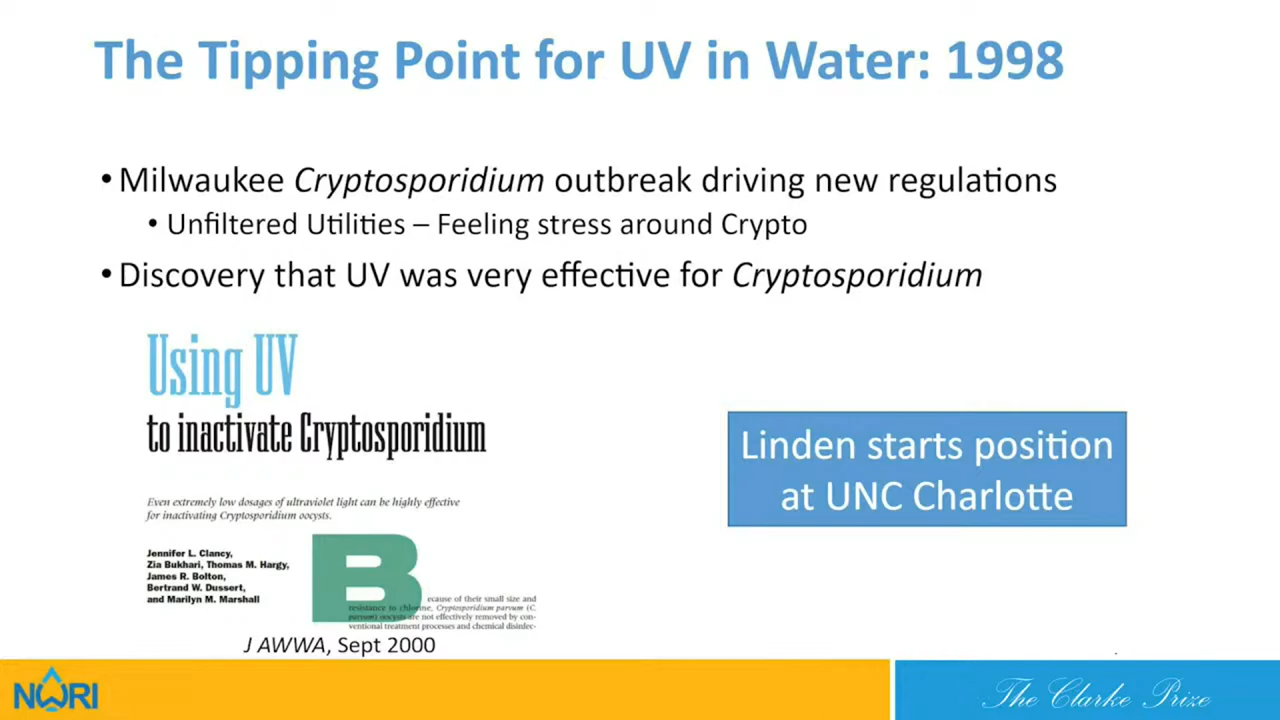 The Tipping Point for UV in Water: 1998
• Milwaukee Cryptosporidium outbreak driving new regulations
• Unfiltered Utilities – Feeling stress around Crypto
• Discovery that UV was very effective for Cryptosporidium
Using UV
to inactivate Cryptosporidium
Even extremely low dosages of ultraviolet light can be highly effective
for inactivating Cryptosporidium oocysts.
Jennifer L. Clancy,
Zia Bukhari, Thomas M. Hargy,
James R. Bolton,
Bertrand W. Dussert,
and Marilyn M. Marshall
B
ecause of their small size and
resistance to chlorine, Cryptosporidium parvum (C.
parvum) oocysts are not effectively removed by con-
ventional treatment processes and chemical disinfec-
J AWWA, Sept 2000
Linden starts position
at UNC Charlotte
NWRI
The Clarke Prize